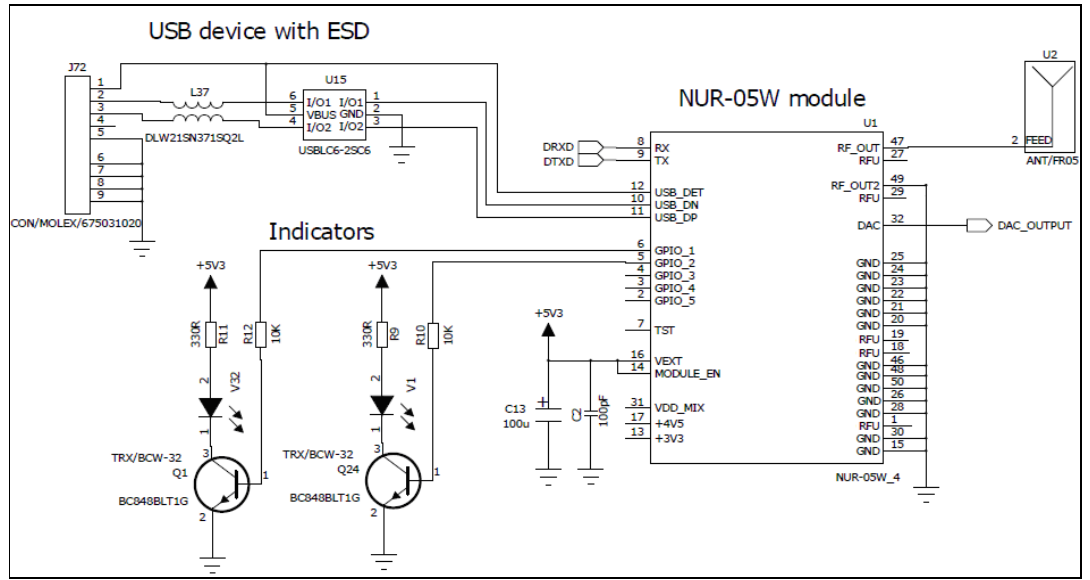 USB device with ESD
J72
1
2
3
4
5
6
7
8
9
CON/MOLEX/675031020
L37
DLW21SN371SQ2L
U15
6 I/O1 I/O1 1
5 VBUS GND 2
4 I/O2 I/O2 3
USBLC6-2SC6
NUR-05W module
U1
DRXD 8 RX
DTXD 9 TX
12 USB_DET
10 USB_DN
11 USB_DP
6 GPIO_1
5 GPIO_2
4 GPIO_3
3 GPIO_4
2 GPIO_5
7 TST
16 VEXT
14 MODULE_EN
31 VDD_MIX
17 +4V5
13 +3V3
RF_OUT 47
RFU 27
RF_OUT2 49
RFU 29
DAC 32 DAC_OUTPUT
GND 25
GND 24
GND 23
GND 22
GND 21
GND 20
RFU 19
RFU 18
GND 46
GND 48
GND 50
GND 26
GND 28
RFU 1
GND 30
GND 15
NUR-05W_4
U2
2 FEED
ANT/FR05
Indicators
+5V3
330R
R11
R12
10K
2
V32
1
TRX/BCW-32
3
Q1
1
BC848BLT1G
2
+5V3
330R
R9
R10
10K
2
V1
1
TRX/BCW-32
3
Q24
1
BC848BLT1G
2
+5V3
+
C13
100u
C2
100pF